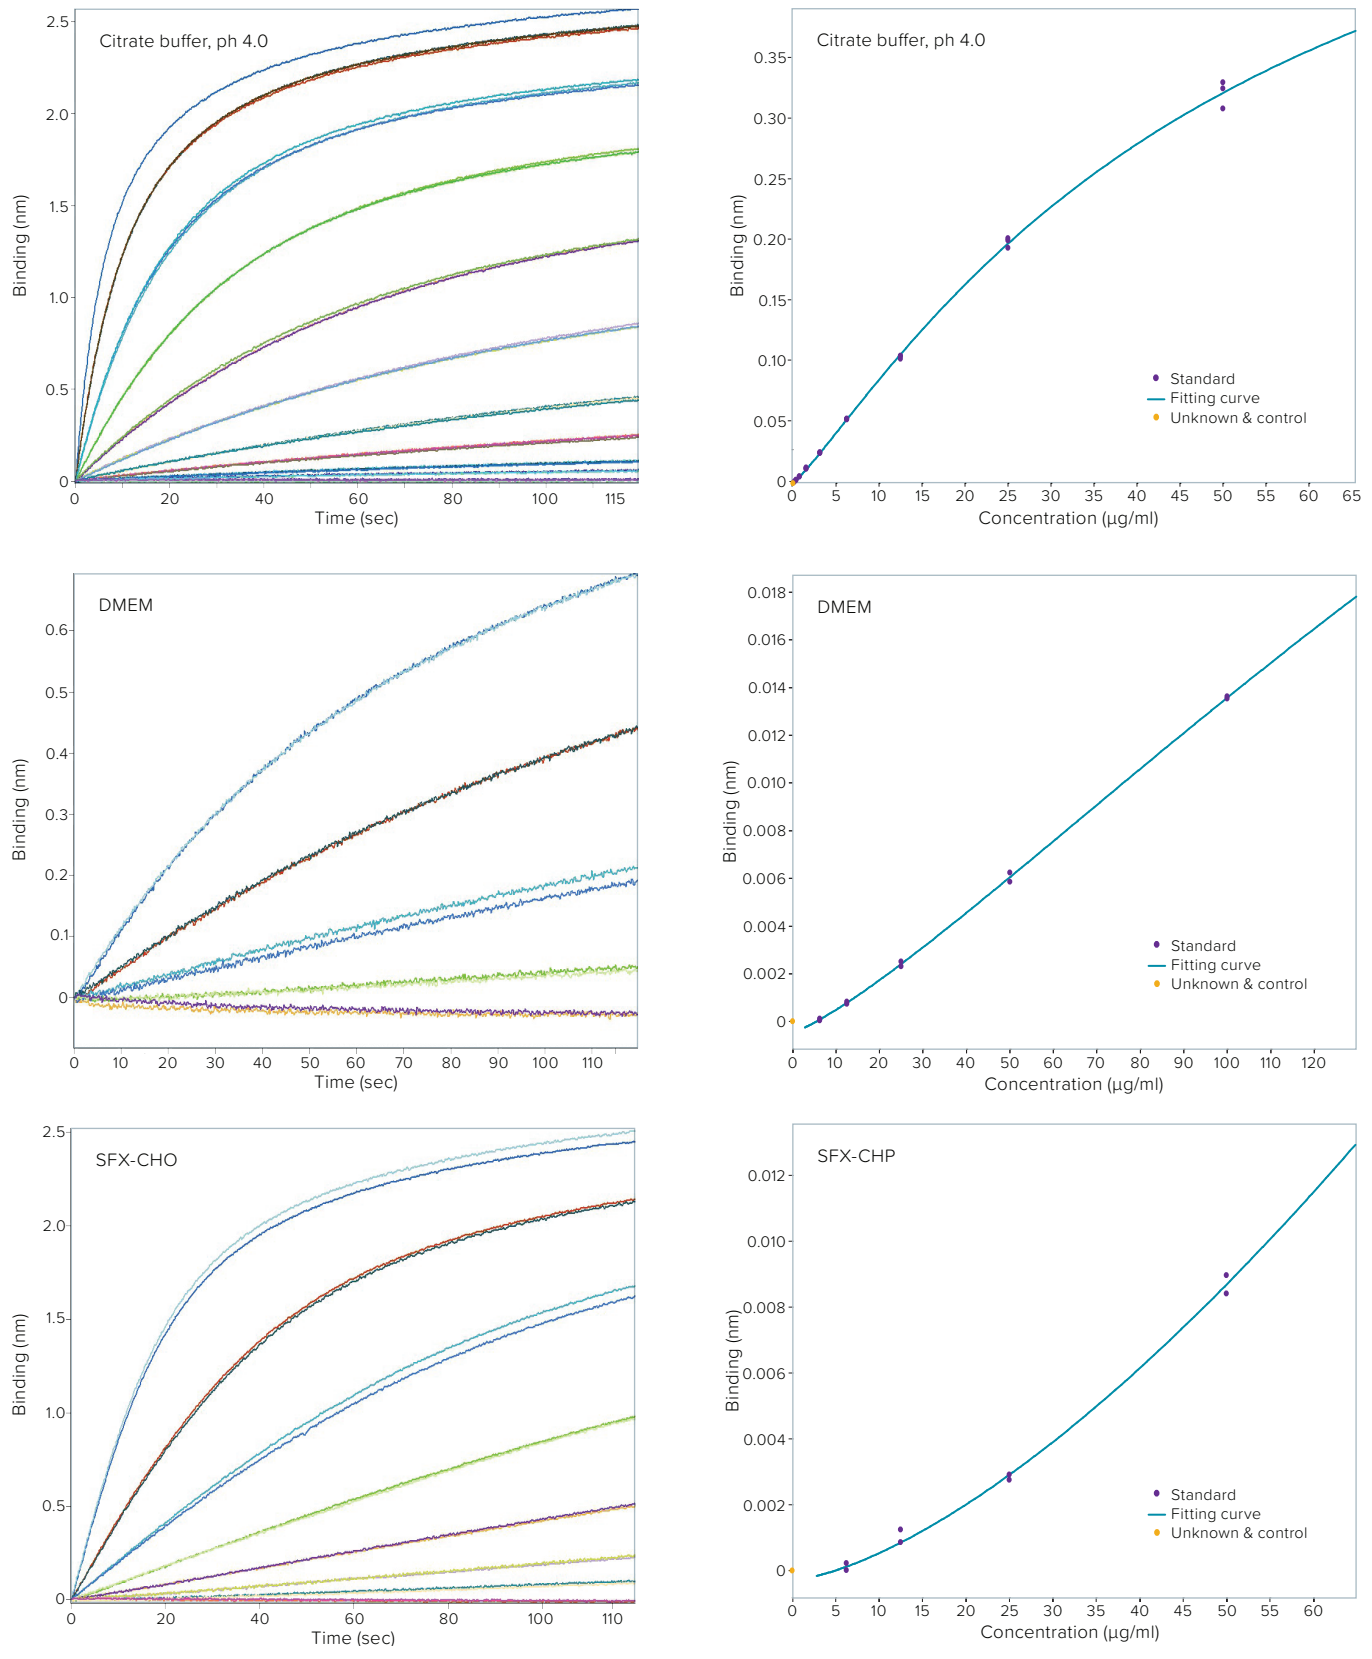 Citrate buffer, ph 4.0
2.5
2.0
1.5
1.0
0.5
0
Binding (nm)
0 20 40 60 80 100 115
Time (sec)
Citrate buffer, ph 4.0
0.35
0.30
0.25
0.20
0.15
0.10
0.05
0
Binding (nm)
Standard
Fitting curve
Unknown & control
0 5 10 15 20 25 30 35 40 45 50 55 60 65
Concentration (µg/ml)
DMEM
0.6
0.5
0.4
0.3
0.2
0.1
0
Binding (nm)
0 10 20 30 40 50 60 70 80 90 100 110
Time (sec)
DMEM
0.018
0.016
0.014
0.012
0.010
0.008
0.006
0.004
0.002
0
Binding (nm)
Standard
Fitting curve
Unknown & control
0 10 20 30 40 50 60 70 80 90 100 110 120
Concentration (µg/ml)
SFX-CHO
2.5
2.0
1.5
1.0
0.5
0
Binding (nm)
0 20 40 60 80 100 110
Time (sec)
SFX-CHP
0.012
0.010
0.008
0.006
0.004
0.002
0
Binding (nm)
Standard
Fitting curve
Unknown & control
0 5 10 15 20 25 30 35 40 45 50 55 60
Concentration (µg/ml)